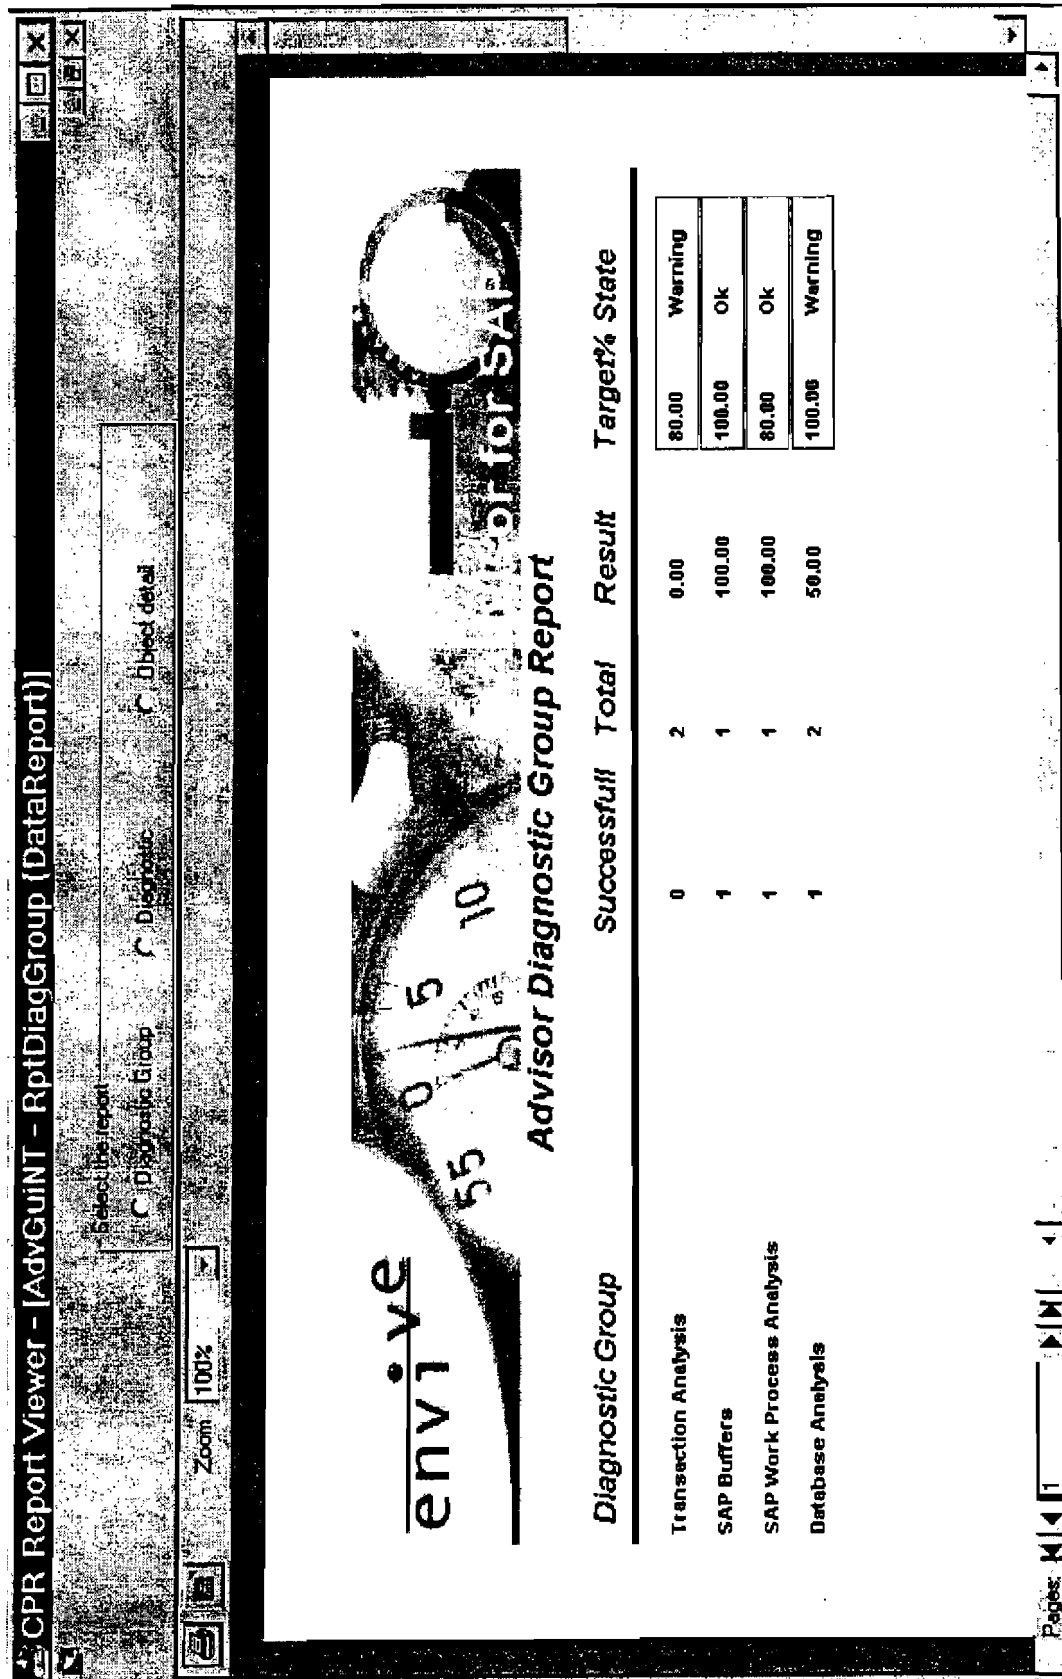 CPR Report Viewer - [AdvGuiNT - RptDiagGroup (DataReport)]
Select the report
Diagnostic Group Diagnostic Object detail
Zoom 100%
envive
55 0 5 10
or for SAP
Advisor Diagnostic Group Report
Diagnostic Group Successfull Total Result Target% State
Transaction Analysis 0 2 0.00 80.00 Warning
SAP Buffers 1 1 100.00 100.00 Ok
SAP Work Process Analysis 1 1 100.00 80.00 Ok
Database Analysis 1 2 50.00 100.00 Warning
Pages: 1